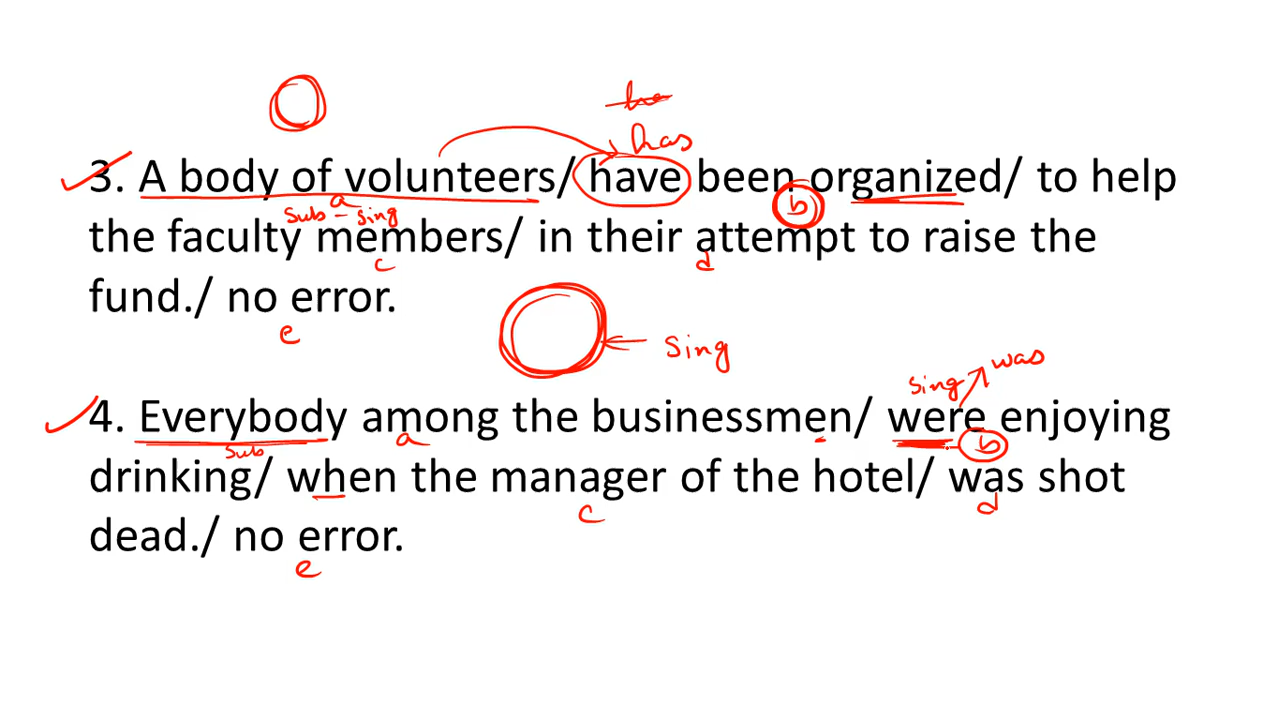 has
3. A body of volunteers/ have been organized/ to help
a
sub - sing
b
the faculty members/ in their attempt to raise the
c
d
fund./ no error.
e
sing
was
sing
4. Everybody among the businessmen/ were enjoying
sub
a
b
drinking/ when the manager of the hotel/ was shot
c
d
dead./ no error.
e